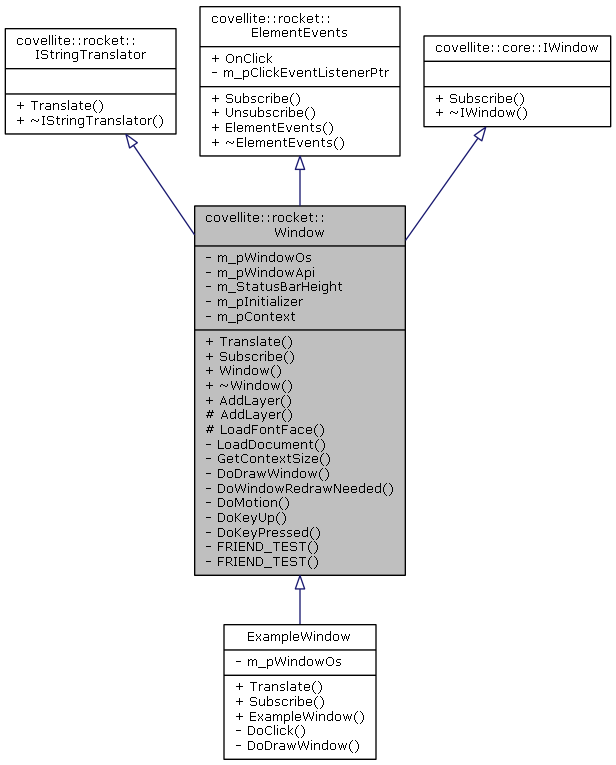 covellite::rocket::
IStringTranslator
+ Translate()
+ ~IStringTranslator()
covellite::rocket::
ElementEvents
+ OnClick
- m_pClickEventListenerPtr
+ Subscribe()
+ Unsubscribe()
+ ElementEvents()
+ ~ElementEvents()
covellite::core::IWindow
+ Subscribe()
+ ~IWindow()
covellite::rocket::
Window
- m_pWindowOs
- m_pWindowApi
- m_StatusBarHeight
- m_pInitializer
- m_pContext
+ Translate()
+ Subscribe()
+ Window()
+ ~Window()
+ AddLayer()
# AddLayer()
# LoadFontFace()
- LoadDocument()
- GetContextSize()
- DoDrawWindow()
- DoWindowRedrawNeeded()
- DoMotion()
- DoKeyUp()
- DoKeyPressed()
- FRIEND_TEST()
- FRIEND_TEST()
ExampleWindow
- m_pWindowOs
+ Translate()
+ Subscribe()
+ ExampleWindow()
- DoClick()
- DoDrawWindow()